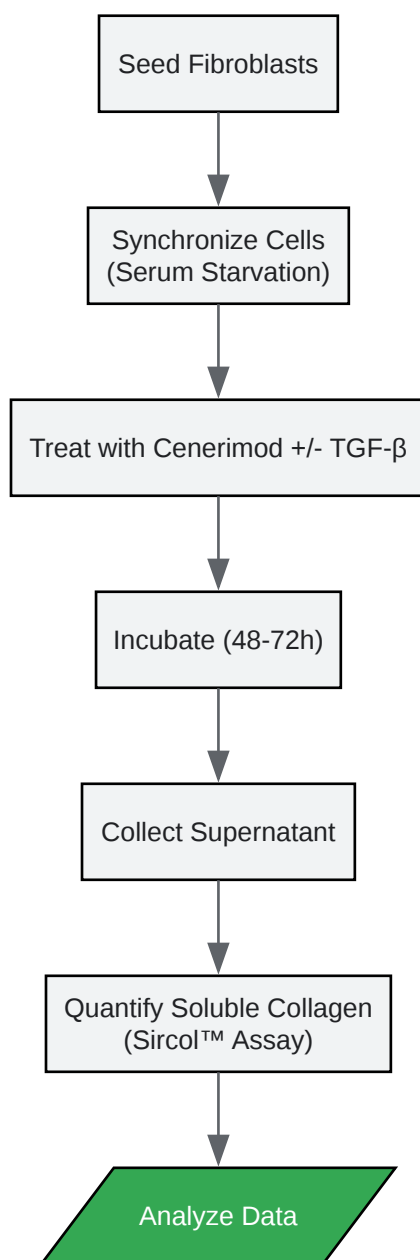 Seed Fibroblasts
Synchronize Cells
(Serum Starvation)
Treat with Cenerimod +/- TGF-β
Incubate (48-72h)
Collect Supernatant
Quantify Soluble Collagen
(Sircol™ Assay)
Analyze Data